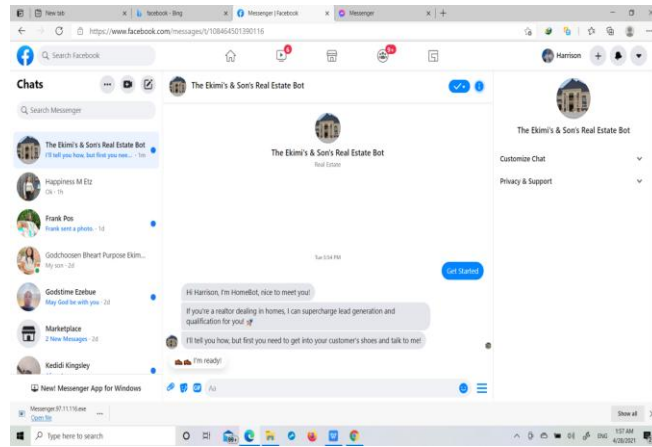 New tab
facebook - Bing
Messenger | Facebook
Messenger
https://www.facebook.com/messages/t/108464501390116
Search Facebook
Harrison
Chats
Search Messenger
The Ekimi's & Son's Real Estate Bot
I'll tell you how, but first you nee... · 1m
Happiness M Etz
Ok · 1h
Frank Pos
Frank sent a photo · 1d
Godchoosen Bheart Purpose Ekim...
My son · 2d
Godstime Ezebue
May God be with you · 2d
Marketplace
2 New Messages · 2d
Kedidi Kingsley
New! Messenger App for Windows
The Ekimi's & Son's Real Estate Bot
The Ekimi's & Son's Real Estate Bot
Real Estate
Tue 3:54 PM
Get Started
Hi Harrison, I'm HomeBot, nice to meet you!
If you're a realtor dealing in homes, I can supercharge lead generation and
qualification for you!
I'll tell you how, but first you need to get into your customer's shoes and talk to me!
I'm ready!
Aa
The Ekimi's & Son's Real Estate Bot
Customize Chat
Privacy & Support
Messenger.97.11.116.exe
Open file
Show all
Type here to search
99+
ENG
1:57 AM
4/28/2021